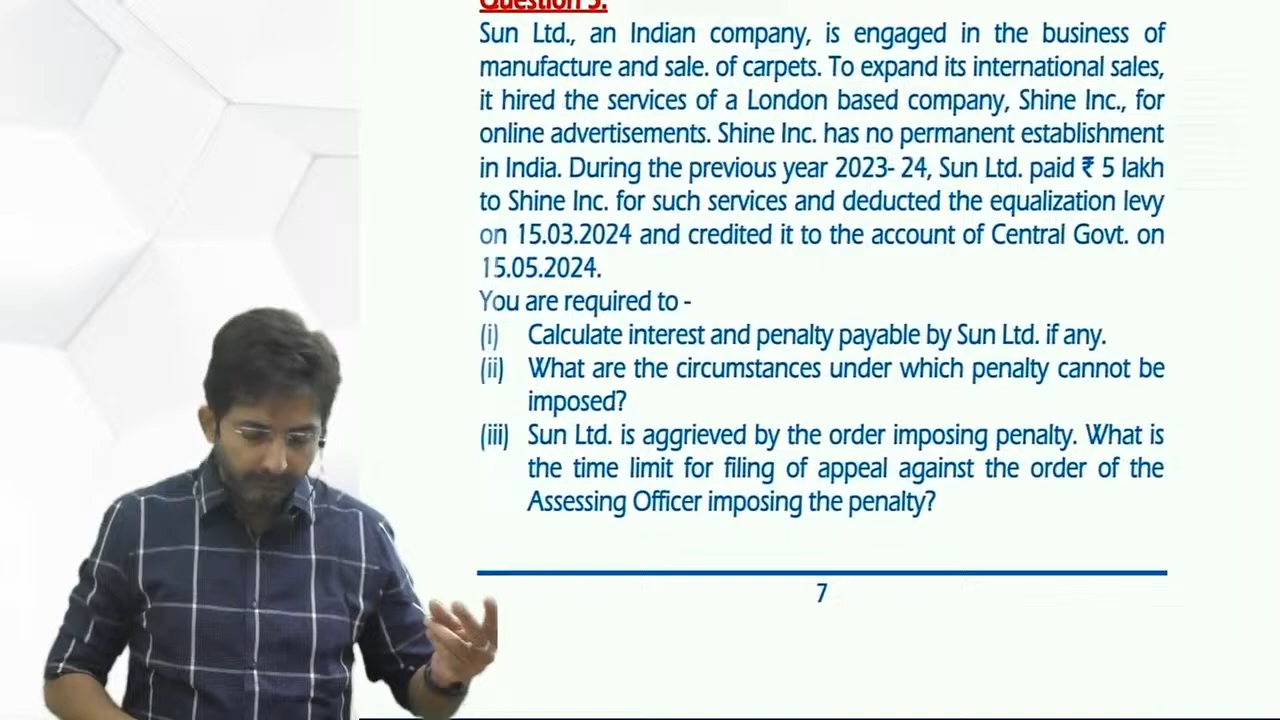 Question 5.
Sun Ltd., an Indian company, is engaged in the business of
manufacture and sale. of carpets. To expand its international sales,
it hired the services of a London based company, Shine Inc., for
online advertisements. Shine Inc. has no permanent establishment
in India. During the previous year 2023- 24, Sun Ltd. paid ₹ 5 lakh
to Shine Inc. for such services and deducted the equalization levy
on 15.03.2024 and credited it to the account of Central Govt. on
15.05.2024.
You are required to -
(i) Calculate interest and penalty payable by Sun Ltd. if any.
(ii) What are the circumstances under which penalty cannot be
imposed?
(iii) Sun Ltd. is aggrieved by the order imposing penalty. What is
the time limit for filing of appeal against the order of the
Assessing Officer imposing the penalty?
7